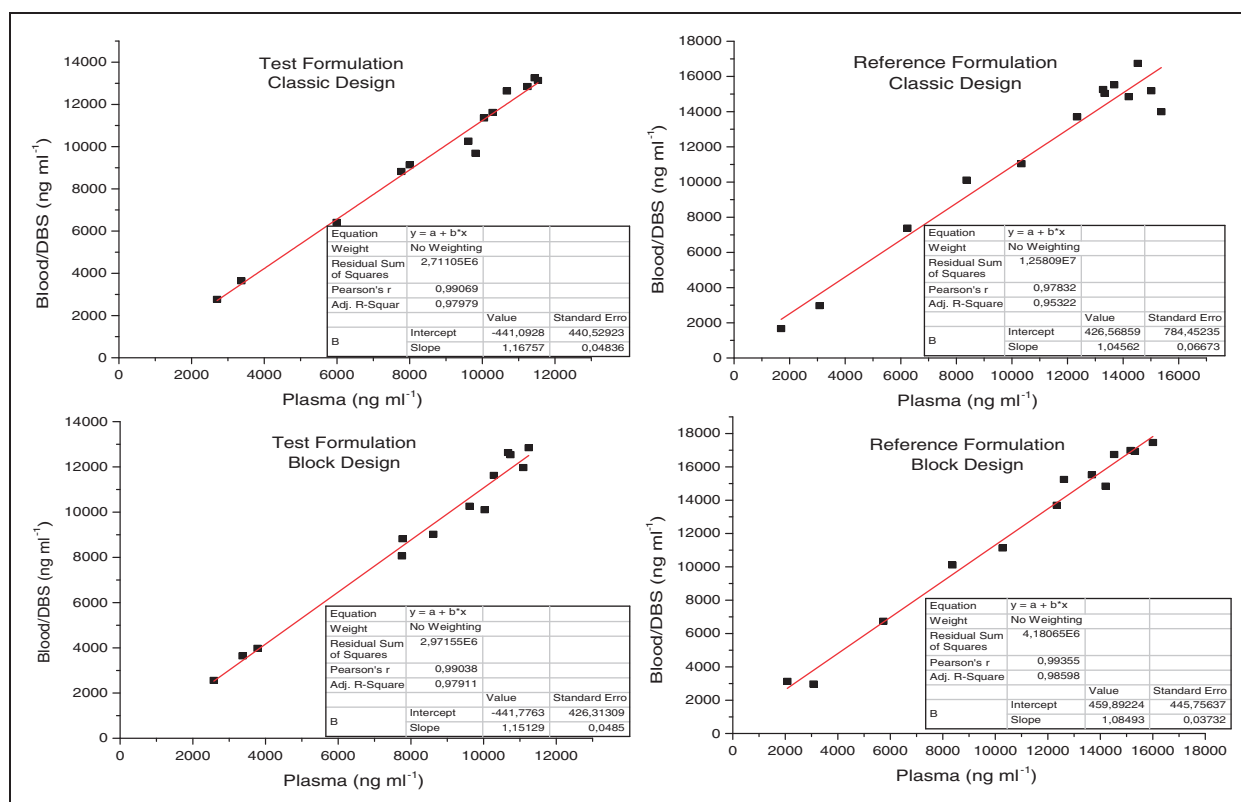 Test Formulation
Classic Design
14000
12000
10000
8000
6000
4000
2000
0
Blood/DBS (ng ml⁻¹)
Equation y = a + b*x
Weight No Weighting
Residual Sum of Squares 2,71105E6
Pearson's r 0,99069
Adj. R-Squar 0,97979
Value Standard Erro
B Intercept -441,0928 440,52923
Slope 1,16757 0,04836
0 2000 4000 6000 8000 10000 12000
Plasma (ng ml⁻¹)
Reference Formulation
Classic Design
18000
16000
14000
12000
10000
8000
6000
4000
2000
0
Blood/DBS (ng ml⁻¹)
Equation y = a + b*x
Weight No Weighting
Residual Sum of Squares 1,25809E7
Pearson's r 0,97832
Adj. R-Square 0,95322
Value Standard Erro
B Intercept 426,56859 784,45235
Slope 1,04562 0,06673
0 2000 4000 6000 8000 10000 12000 14000 16000
Plasma (ng ml⁻¹)
Test Formulation
Block Design
14000
12000
10000
8000
6000
4000
2000
0
Blood/DBS (ng ml⁻¹)
Equation y = a + b*x
Weight No Weighting
Residual Sum of Squares 2,97155E6
Pearson's r 0,99038
Adj. R-Square 0,97911
Value Standard Erro
B Intercept -441,7763 426,31309
Slope 1,15129 0,0485
0 2000 4000 6000 8000 10000 12000
Plasma (ng ml⁻¹)
Reference Formulation
Block Design
18000
16000
14000
12000
10000
8000
6000
4000
2000
0
Blood/DBS (ng ml⁻¹)
Equation y = a + b*x
Weight No Weighting
Residual Sum of Squares 4,18065E6
Pearson's r 0,99355
Adj. R-Square 0,98598
Value Standard Erro
B Intercept 459,89224 445,75637
Slope 1,08493 0,03732
0 2000 4000 6000 8000 10000 12000 14000 16000 18000
Plasma (ng ml⁻¹)